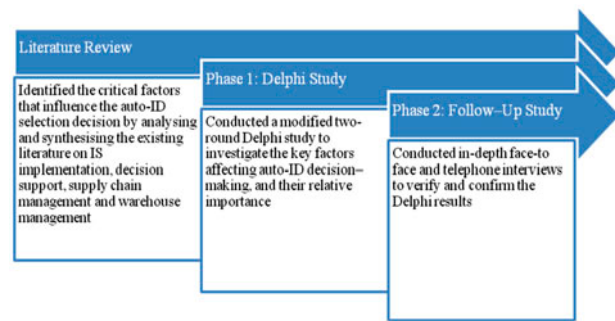 Literature Review
Identified the critical factors
that influence the auto-ID
selection decision by analysing
and synthesising the existing
literature on IS
implementation, decision
support, supply chain
management and warehouse
management
Phase 1: Delphi Study
Conducted a modified two-
round Delphi study to
investigate the key factors
affecting auto-ID decision–
making, and their relative
importance
Phase 2: Follow–Up Study
Conducted in-depth face-to
face and telephone interviews
to verify and confirm the
Delphi results